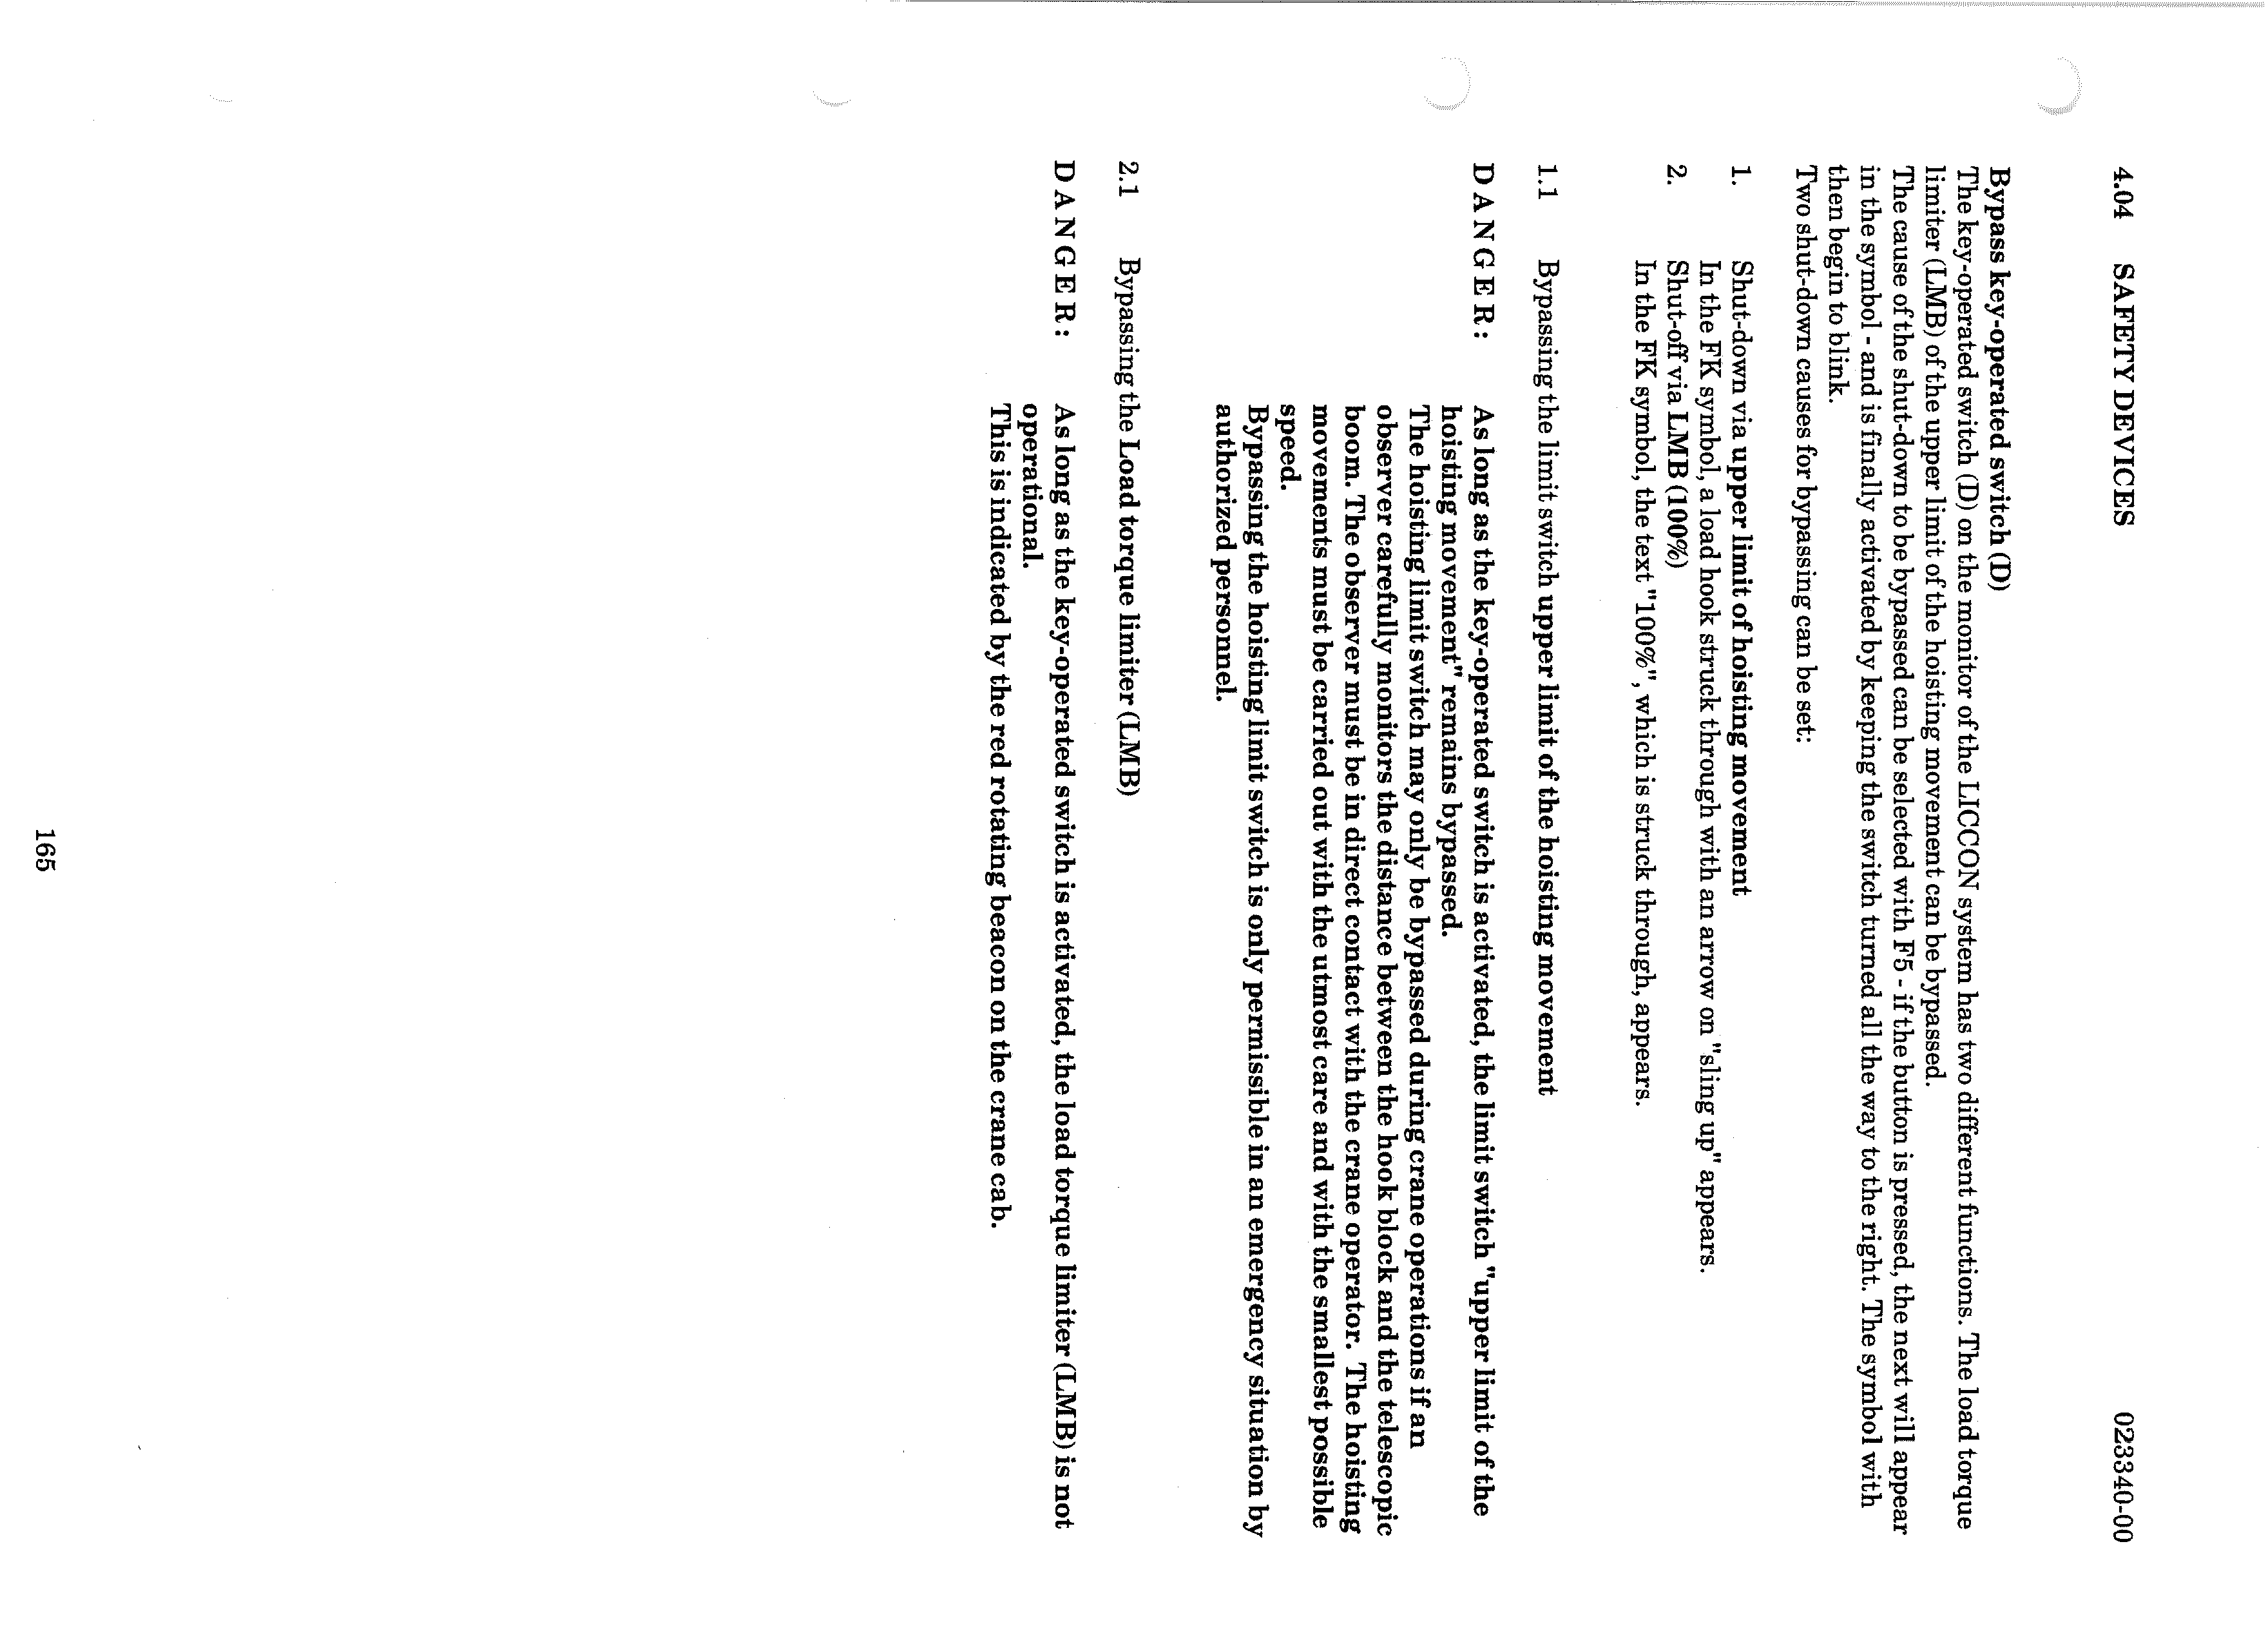 4.04 SAFETY DEVICES 023340-00
Bypass key-operated switch (D)
The key-operated switch (D) on the monitor of the LICCON system has two different functions. The load torque
limiter (LMB) of the upper limit of the hoisting movement can be bypassed.
The cause of the shut-down to be bypassed can be selected with F5 - if the button is pressed, the next will appear
in the symbol - and is finally activated by keeping the switch turned all the way to the right. The symbol with
then begin to blink.
Two shut-down causes for bypassing can be set:
1. Shut-down via upper limit of hoisting movement
In the FK symbol, a load hook struck through with an arrow on "sling up" appears.
2. Shut-off via LMB (100%)
In the FK symbol, the text "100%", which is struck through, appears.
1.1 Bypassing the limit switch upper limit of the hoisting movement
DANGER: As long as the key-operated switch is activated, the limit switch "upper limit of the
hoisting movement" remains bypassed.
The hoisting limit switch may only be bypassed during crane operations if an
observer carefully monitors the distance between the hook block and the telescopic
boom. The observer must be in direct contact with the crane operator. The hoisting
movements must be carried out with the utmost care and with the smallest possible
speed.
Bypassing the hoisting limit switch is only permissible in an emergency situation by
authorized personnel.
2.1 Bypassing the Load torque limiter (LMB)
DANGER: As long as the key-operated switch is activated, the load torque limiter (LMB) is not
operational.
This is indicated by the red rotating beacon on the crane cab.
165